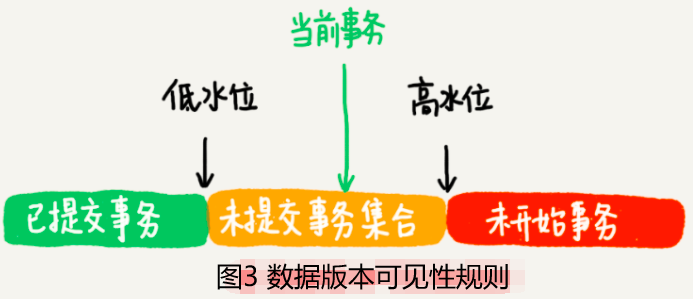 当前事务
低水位
高水位
已提交事务
未提交事务集合
未开始事务
图3 数据版本可见性规则